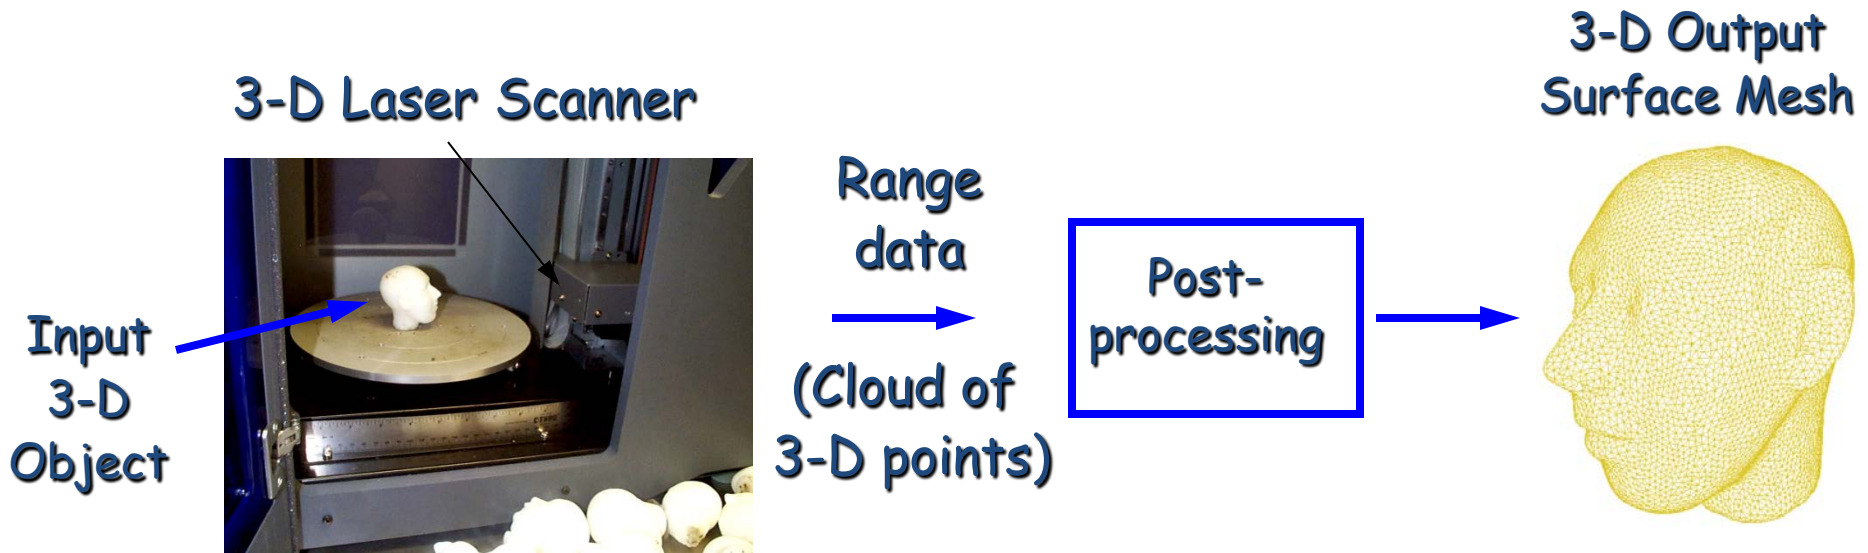 3-D Output
Surface Mesh
3-D Laser Scanner
Range
data
Post-
processing
Input
3-D
Object
(Cloud of
3-D points)